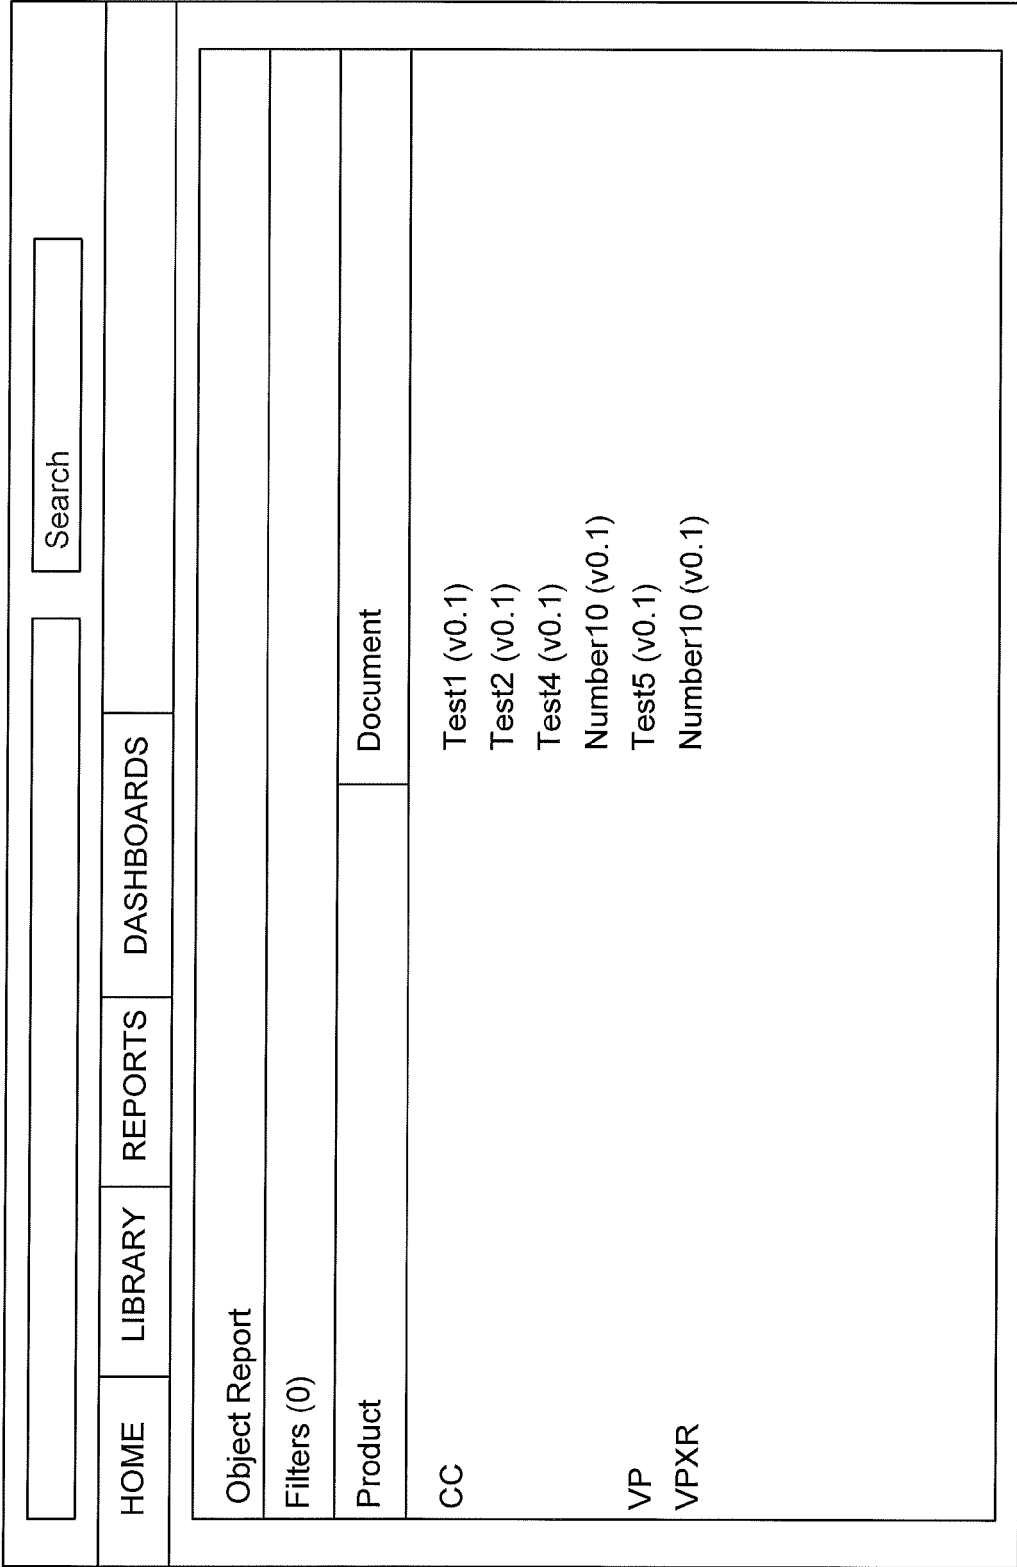 Search
HOME LIBRARY REPORTS DASHBOARDS
Object Report
Filters (0)
Product Document
CC Test1 (v0.1)
Test2 (v0.1)
Test4 (v0.1)
Number10 (v0.1)
VP Test5 (v0.1)
VPXR Number10 (v0.1)